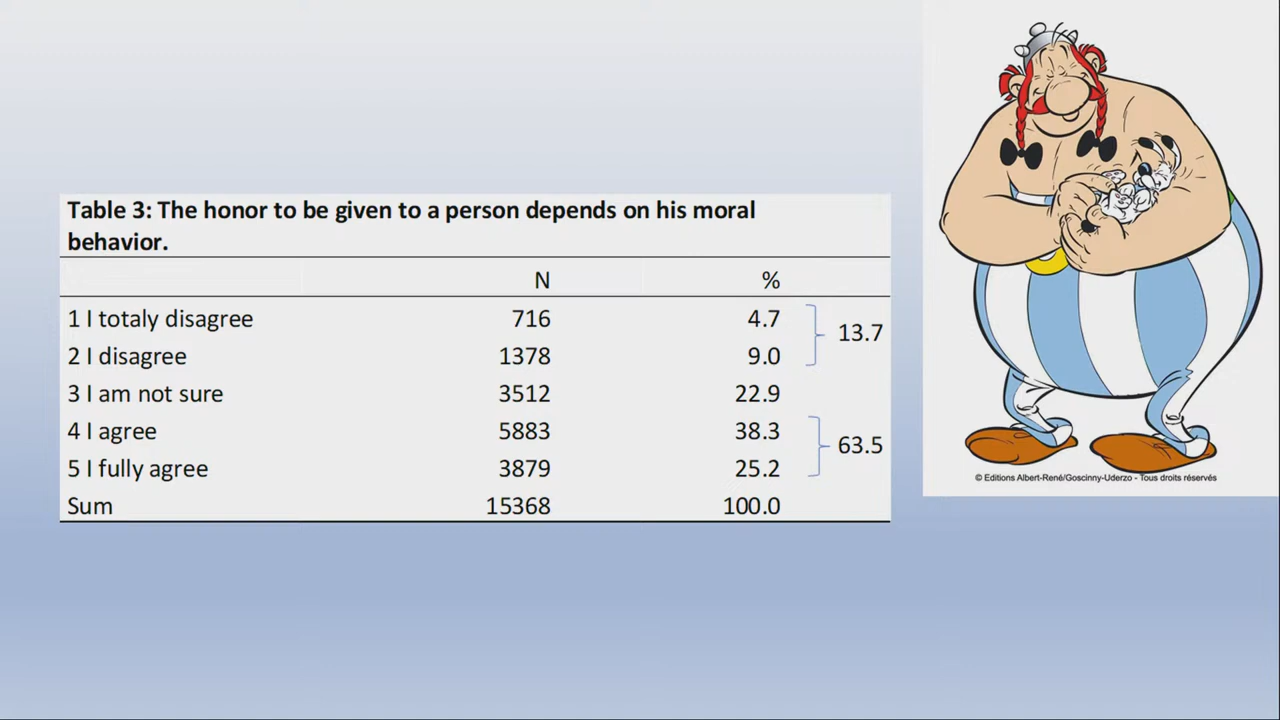 Table 3: The honor to be given to a person depends on his moral
behavior.
N %
1 I totaly disagree 716 4.7
13.7
2 I disagree 1378 9.0
3 I am not sure 3512 22.9
4 I agree 5883 38.3
63.5
5 I fully agree 3879 25.2
Sum 15368 100.0
© Editions Albert-René/Goscinny-Uderzo - Tous droits réservés